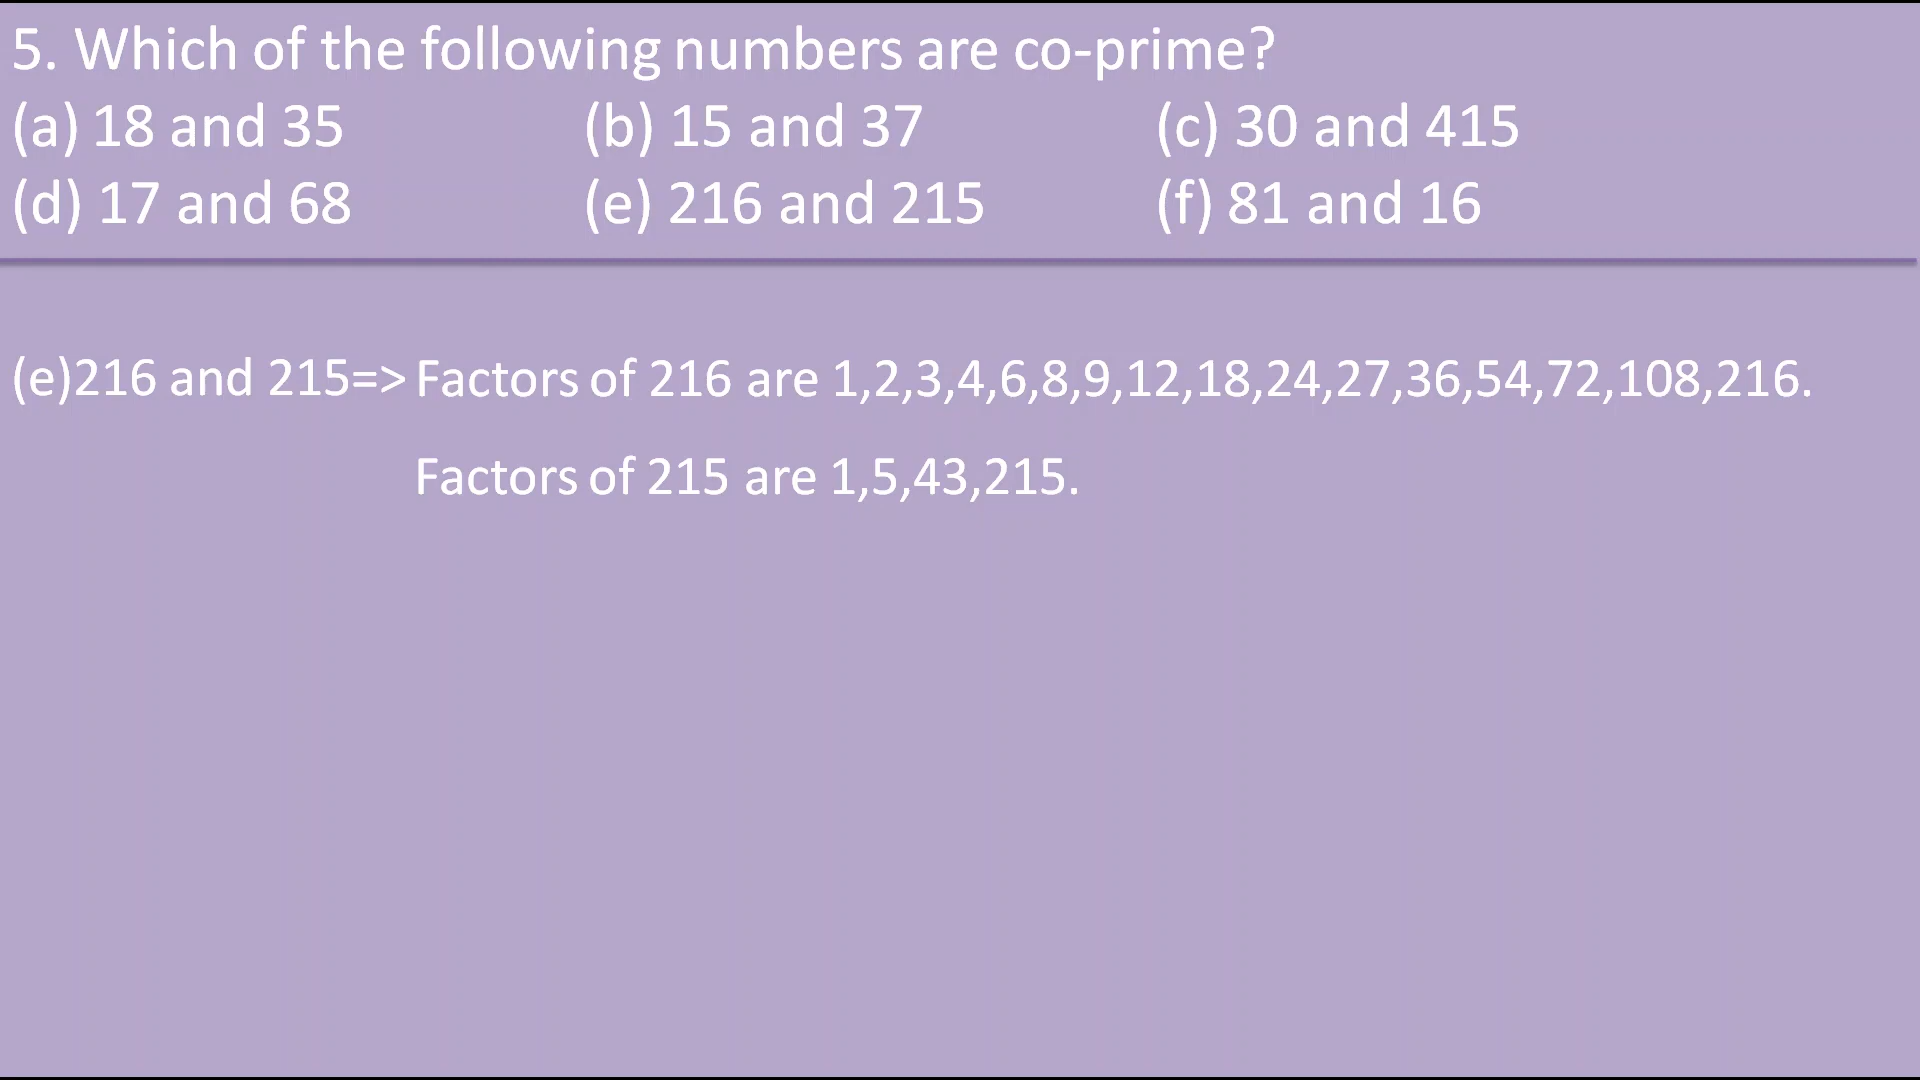 5. Which of the following numbers are co-prime?
(a) 18 and 35 (b) 15 and 37 (c) 30 and 415
(d) 17 and 68 (e) 216 and 215 (f) 81 and 16
(e)216 and 215=> Factors of 216 are 1,2,3,4,6,8,9,12,18,24,27,36,54,72,108,216.
Factors of 215 are 1,5,43,215.